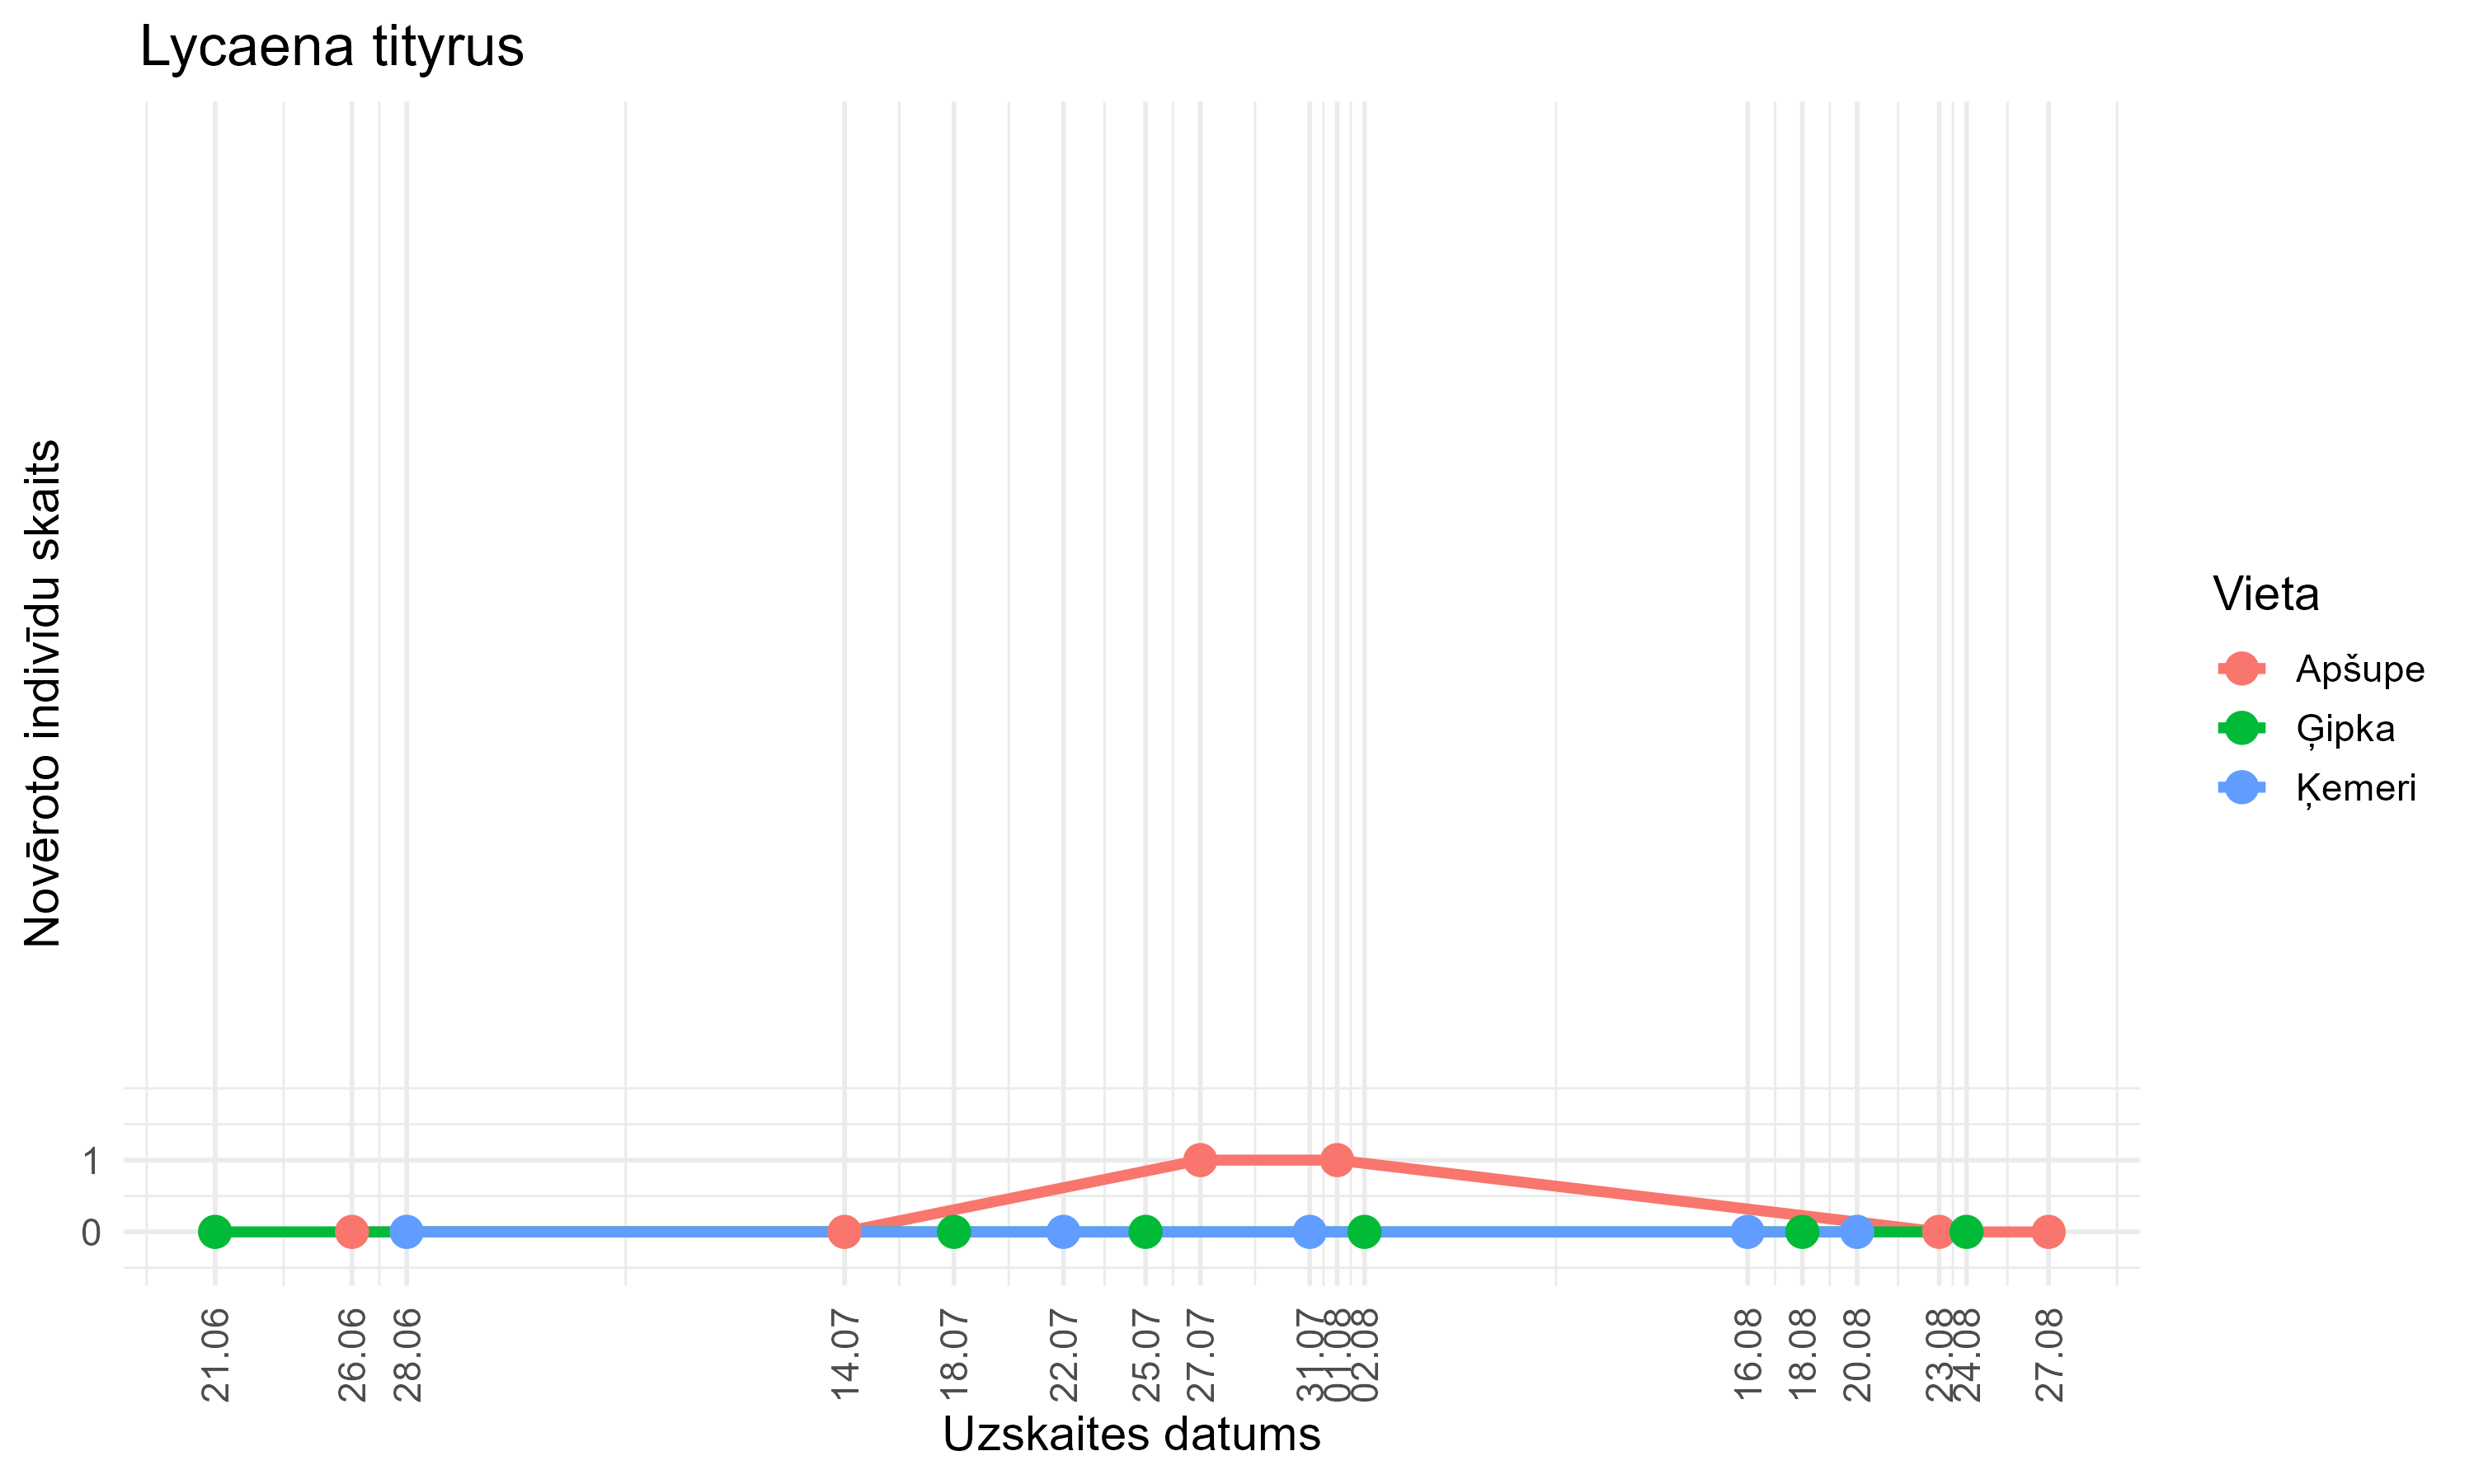 Lycaena tityrus
Novēroto indivīdu skaits
1
0
21.06
26.06
28.06
14.07
18.07
22.07
25.07
27.07
31.07
01.08
02.08
16.08
18.08
20.08
23.08
24.08
27.08
Uzskaites datums
Vieta
Apšupe
Ģipka
Ķemeri